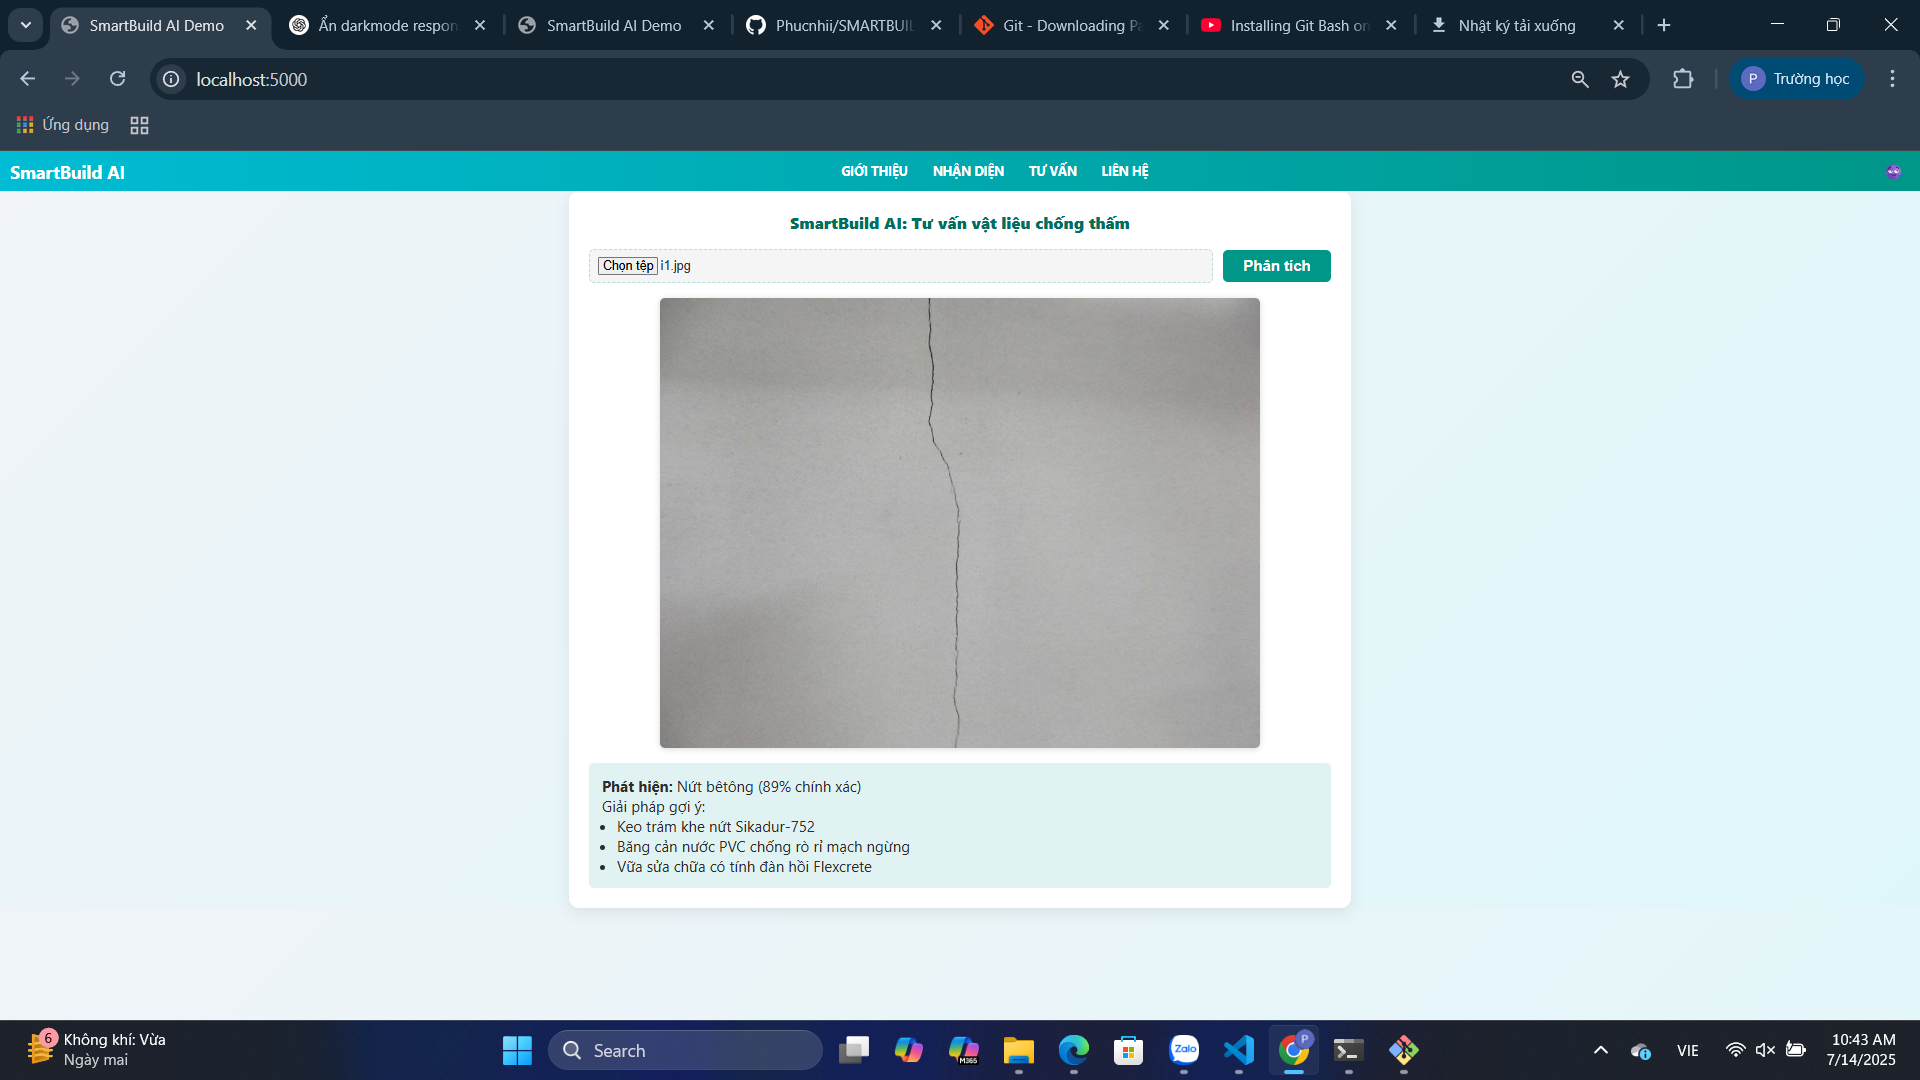 SmartBuild AI Demo
Ẩn darkmode respon
SmartBuild AI Demo
Phucnhii/SMARTBUIL
Git - Downloading Pa
Installing Git Bash on
Nhật ký tải xuống
localhost:5000
P Trường học
Ứng dụng
SmartBuild AI
GIỚI THIỆU NHẬN DIỆN TƯ VẤN LIÊN HỆ
SmartBuild AI: Tư vấn vật liệu chống thấm
Chọn tệp i1.jpg
Phân tích
Phát hiện: Nứt bêtông (89% chính xác)
Giải pháp gợi ý:
• Keo trám khe nứt Sikadur-752
• Băng cản nước PVC chống rò rỉ mạch ngừng
• Vữa sửa chữa có tính đàn hồi Flexcrete
6
Không khí: Vừa
Ngày mai
Search
M365
Zalo
P
VIE
10:43 AM
7/14/2025